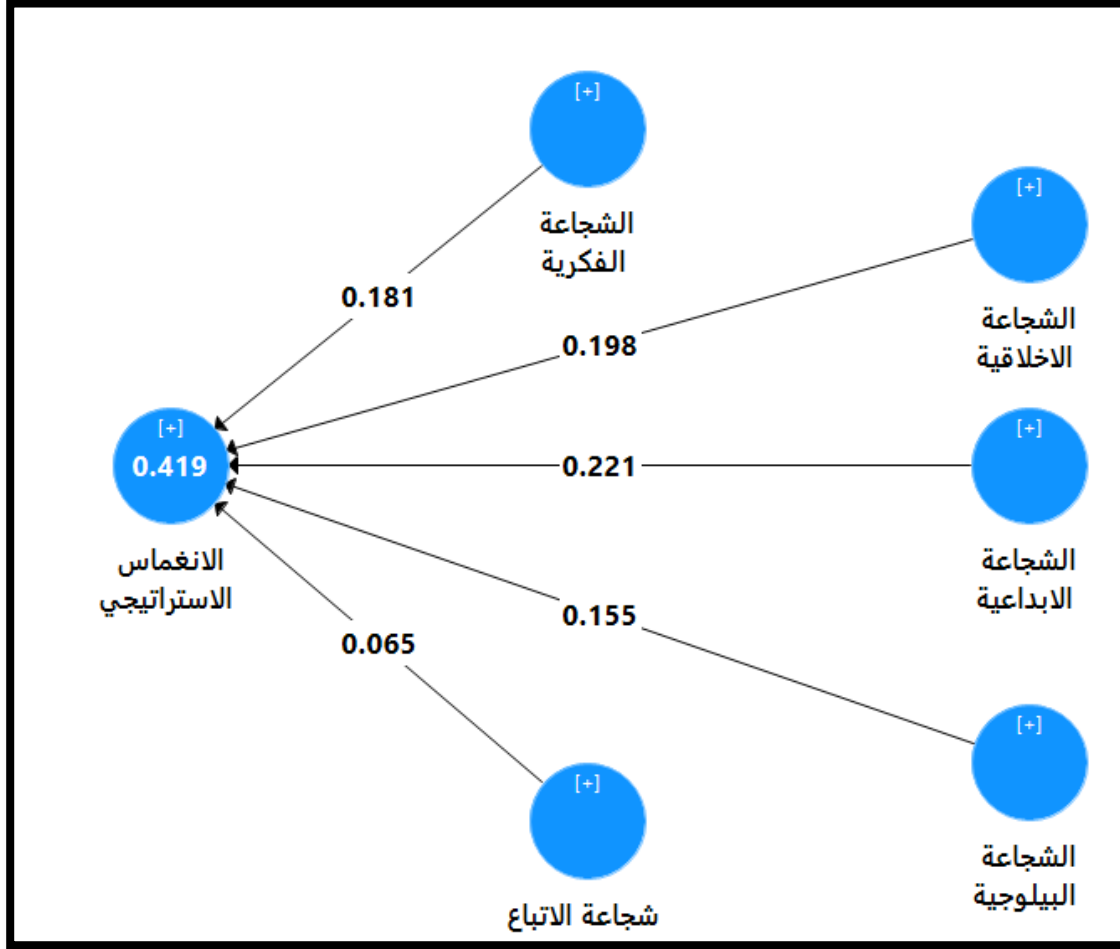 [+]
الشجاعة
الفكرية
[+]
الشجاعة
الاخلاقية
0.181
0.198
[+]
0.419
الانغماس
الاستراتيجي
0.221
[+]
الشجاعة
الابداعية
0.155
0.065
[+]
الشجاعة
البيلوجية
[+]
شجاعة الاتباع